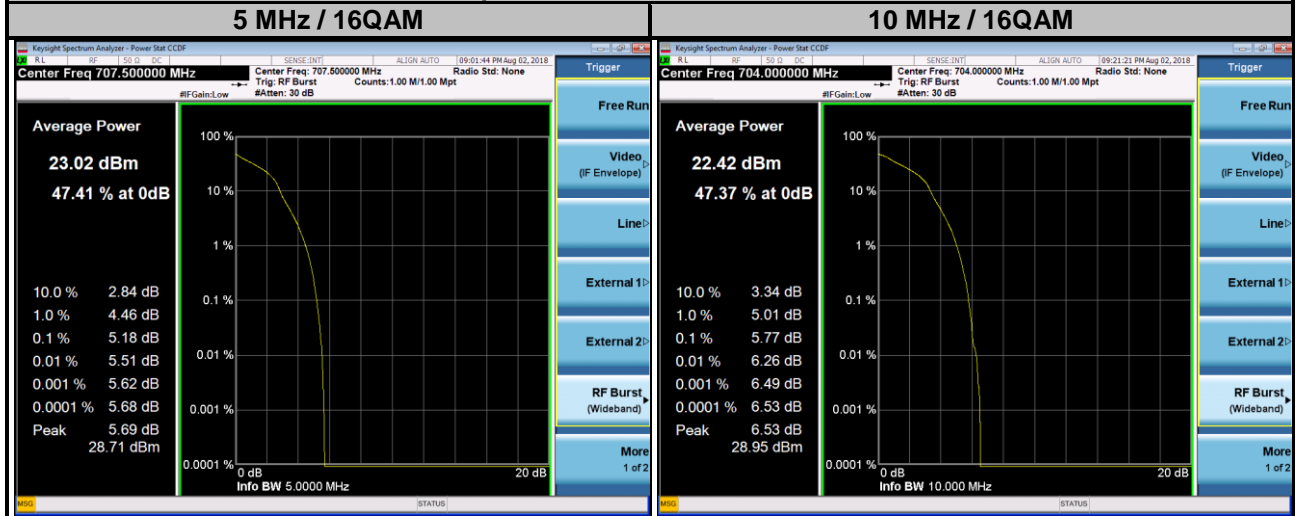 5 MHz / 16QAM
Keysight Spectrum Analyzer - Power Stat CCDF
RL RF 50 Ω DC SENSE:INT ALIGN AUTO 09:01:44 PM Aug 02, 2018
Center Freq 707.500000 MHz
Center Freq: 707.500000 MHz Radio Std: None
Trig: RF Burst Counts:1.00 M/1.00 Mpt
#IFGain:Low #Atten: 30 dB
Average Power
23.02 dBm
47.41 % at 0dB
10.0 % 2.84 dB
1.0 % 4.46 dB
0.1 % 5.18 dB
0.01 % 5.51 dB
0.001 % 5.62 dB
0.0001 % 5.68 dB
Peak 5.69 dB
28.71 dBm
100 %
10 %
1 %
0.1 %
0.01 %
0.001 %
0.0001 %
0 dB 20 dB
Info BW 5.0000 MHz
Trigger
Free Run
Video
(IF Envelope)
Line
External 1
External 2
RF Burst
(Wideband)
More
1 of 2
MSG STATUS
10 MHz / 16QAM
Keysight Spectrum Analyzer - Power Stat CCDF
RL RF 50 Ω DC SENSE:INT ALIGN AUTO 09:21:21 PM Aug 02, 2018
Center Freq 704.000000 MHz
Center Freq: 704.000000 MHz Radio Std: None
Trig: RF Burst Counts:1.00 M/1.00 Mpt
#IFGain:Low #Atten: 30 dB
Average Power
22.42 dBm
47.37 % at 0dB
10.0 % 3.34 dB
1.0 % 5.01 dB
0.1 % 5.77 dB
0.01 % 6.26 dB
0.001 % 6.49 dB
0.0001 % 6.53 dB
Peak 6.53 dB
28.95 dBm
100 %
10 %
1 %
0.1 %
0.01 %
0.001 %
0.0001 %
0 dB 20 dB
Info BW 10.000 MHz
Trigger
Free Run
Video
(IF Envelope)
Line
External 1
External 2
RF Burst
(Wideband)
More
1 of 2
MSG STATUS